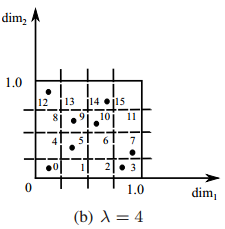 dim₂
1.0
12 13 14 15
8 9 10 11
4 5 6 7
0 1 2 3
0 1.0
dim₁
(b) λ = 4